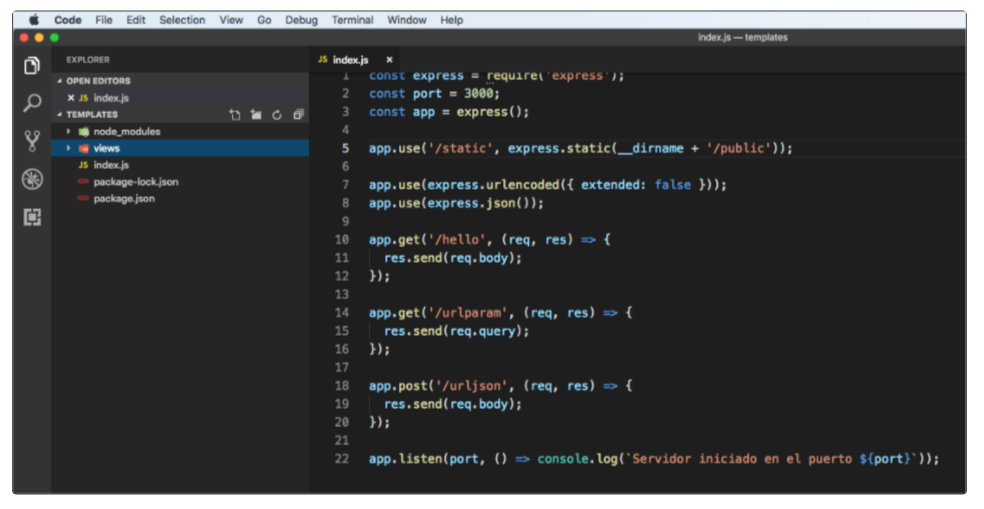 Code File Edit Selection View Go Debug Terminal Window Help
index.js — templates
EXPLORER
OPEN EDITORS
JS index.js
TEMPLATES
node_modules
views
JS index.js
package-lock.json
package.json
JS index.js
1 const express = require('express');
2 const port = 3000;
3 const app = express();
4
5 app.use('/static', express.static(__dirname + '/public'));
6
7 app.use(express.urlencoded({ extended: false }));
8 app.use(express.json());
9
10 app.get('/hello', (req, res) => {
11 res.send(req.body);
12 });
13
14 app.get('/urlparam', (req, res) => {
15 res.send(req.query);
16 });
17
18 app.post('/urljson', (req, res) => {
19 res.send(req.body);
20 });
21
22 app.listen(port, () => console.log(`Servidor iniciado en el puerto ${port}`));